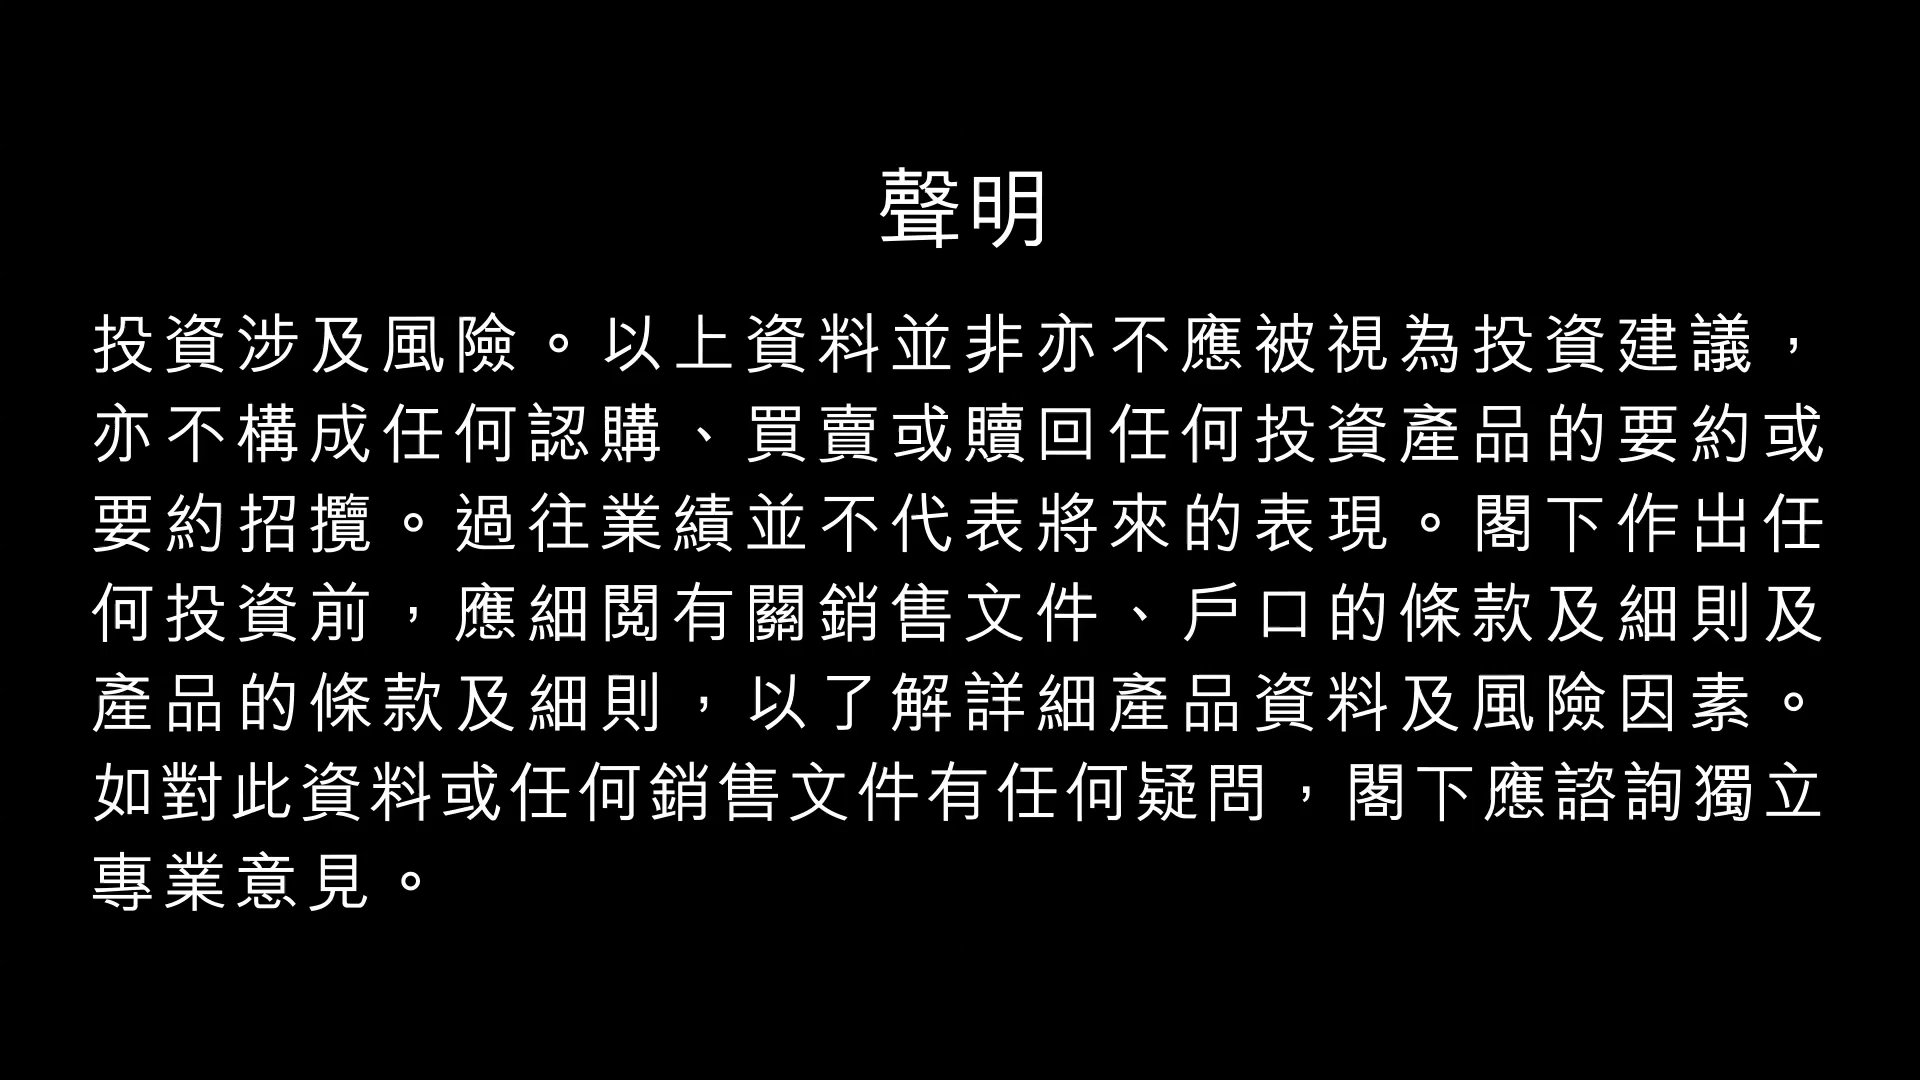 聲明
投資涉及風險。以上資料並非亦不應被視為投資建議，
亦不構成任何認購、買賣或贖回任何投資產品的要約或
要約招攬。過往業績並不代表將來的表現。閣下作出任
何投資前，應細閱有關銷售文件、戶口的條款及細則及
產品的條款及細則，以了解詳細產品資料及風險因素。
如對此資料或任何銷售文件有任何疑問，閣下應諮詢獨立
專業意見。